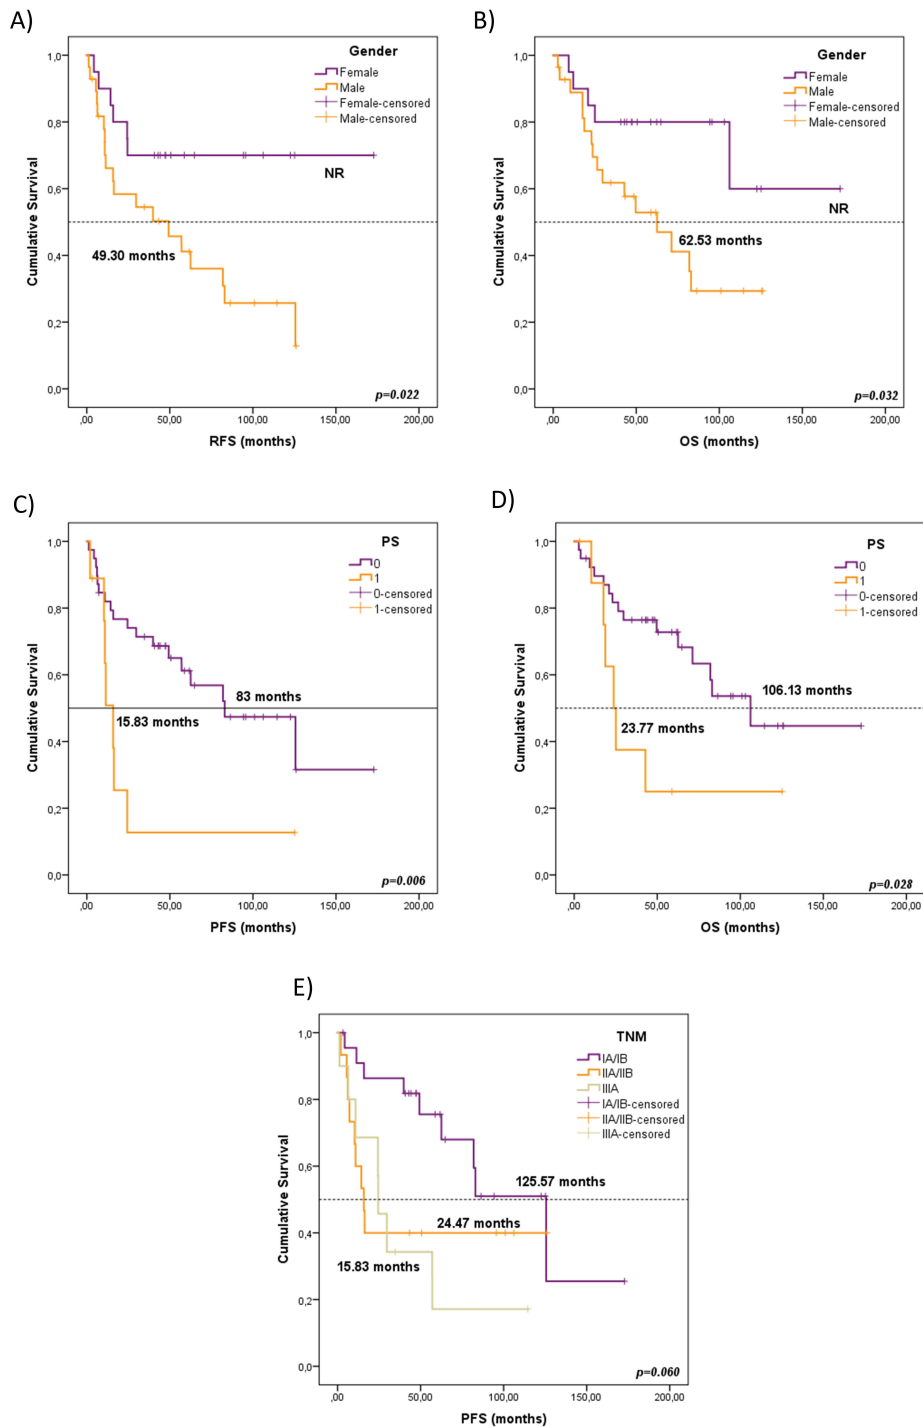 A)
Gender
Female
Male
Female-censored
Male-censored
1,0
0,8
0,6
0,4
0,2
0,0
Cumulative Survival
NR
49.30 months
p=0.022
,00 50,00 100,00 150,00 200,00
RFS (months)
B)
Gender
Female
Male
Female-censored
Male-censored
1,0
0,8
0,6
0,4
0,2
0,0
Cumulative Survival
NR
62.53 months
p=0.032
,00 50,00 100,00 150,00 200,00
OS (months)
C)
PS
0
1
0-censored
1-censored
1,0
0,8
0,6
0,4
0,2
0,0
Cumulative Survival
83 months
15.83 months
p=0.006
,00 50,00 100,00 150,00 200,00
PFS (months)
D)
PS
0
1
0-censored
1-censored
1,0
0,8
0,6
0,4
0,2
0,0
Cumulative Survival
106.13 months
23.77 months
p=0.028
,00 50,00 100,00 150,00 200,00
OS (months)
E)
TNM
IA/IB
IIA/IIB
IIIA
IA/IB-censored
IIA/IIB-censored
IIIA-censored
1,0
0,8
0,6
0,4
0,2
0,0
Cumulative Survival
125.57 months
24.47 months
15.83 months
p=0.060
,00 50,00 100,00 150,00 200,00
PFS (months)